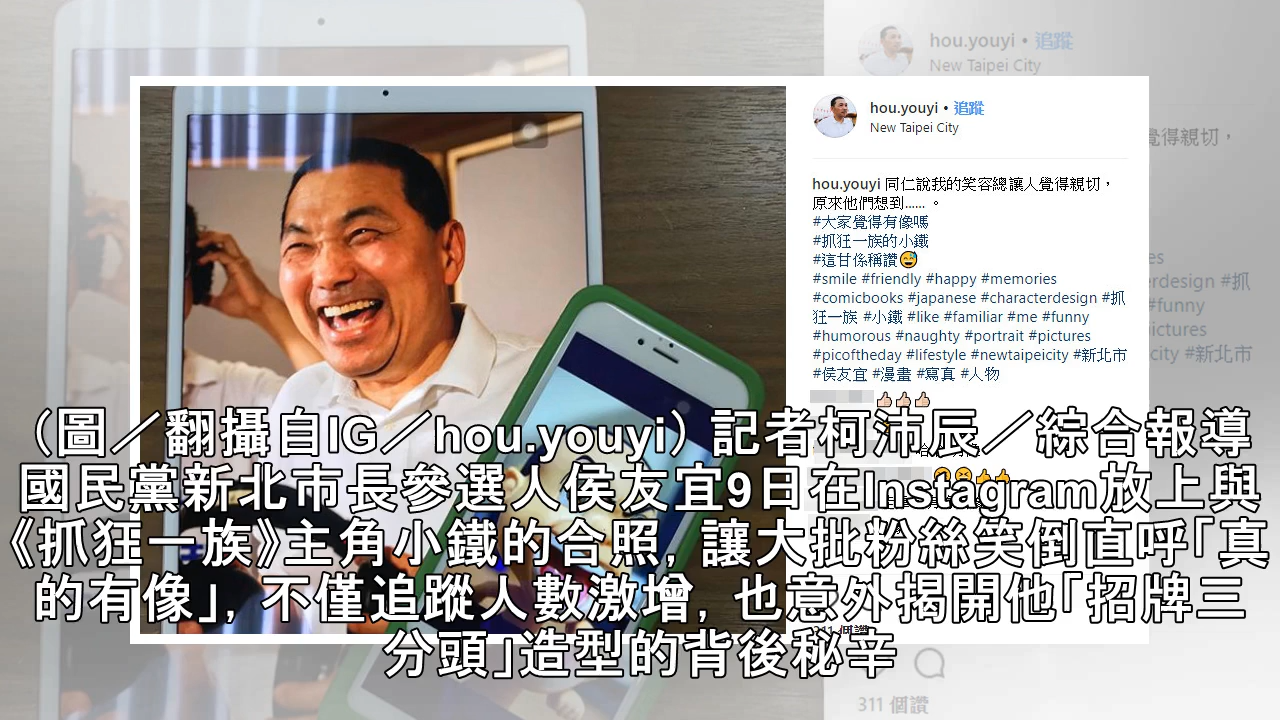 hou.youyi • 追蹤
New Taipei City
覺得親切，
hou.youyi • 追蹤
New Taipei City
hou.youyi 同仁說我的笑容總讓人覺得親切，
原來他們想到...... 。
#大家覺得有像嗎
#抓狂一族的小鐵
#這甘係稱讚😅
#smile #friendly #happy #memories
#comicbooks #japanese #characterdesign #抓
狂一族 #小鐵 #like #familiar #me #funny
#humorous #naughty #portrait #pictures
#picoftheday #lifestyle #newtaipeicity #新北市
#侯友宜 #漫畫 #寫真 #人物
(圖／翻攝自IG／hou.youyi) 記者柯沛辰／綜合報導
國民黨新北市長參選人侯友宜9日在Instagram放上與
《抓狂一族》主角小鐵的合照, 讓大批粉絲笑倒直呼「真
的有像」, 不僅追蹤人數激增, 也意外揭開他「招牌三
分頭」造型的背後秘辛
311 個讚